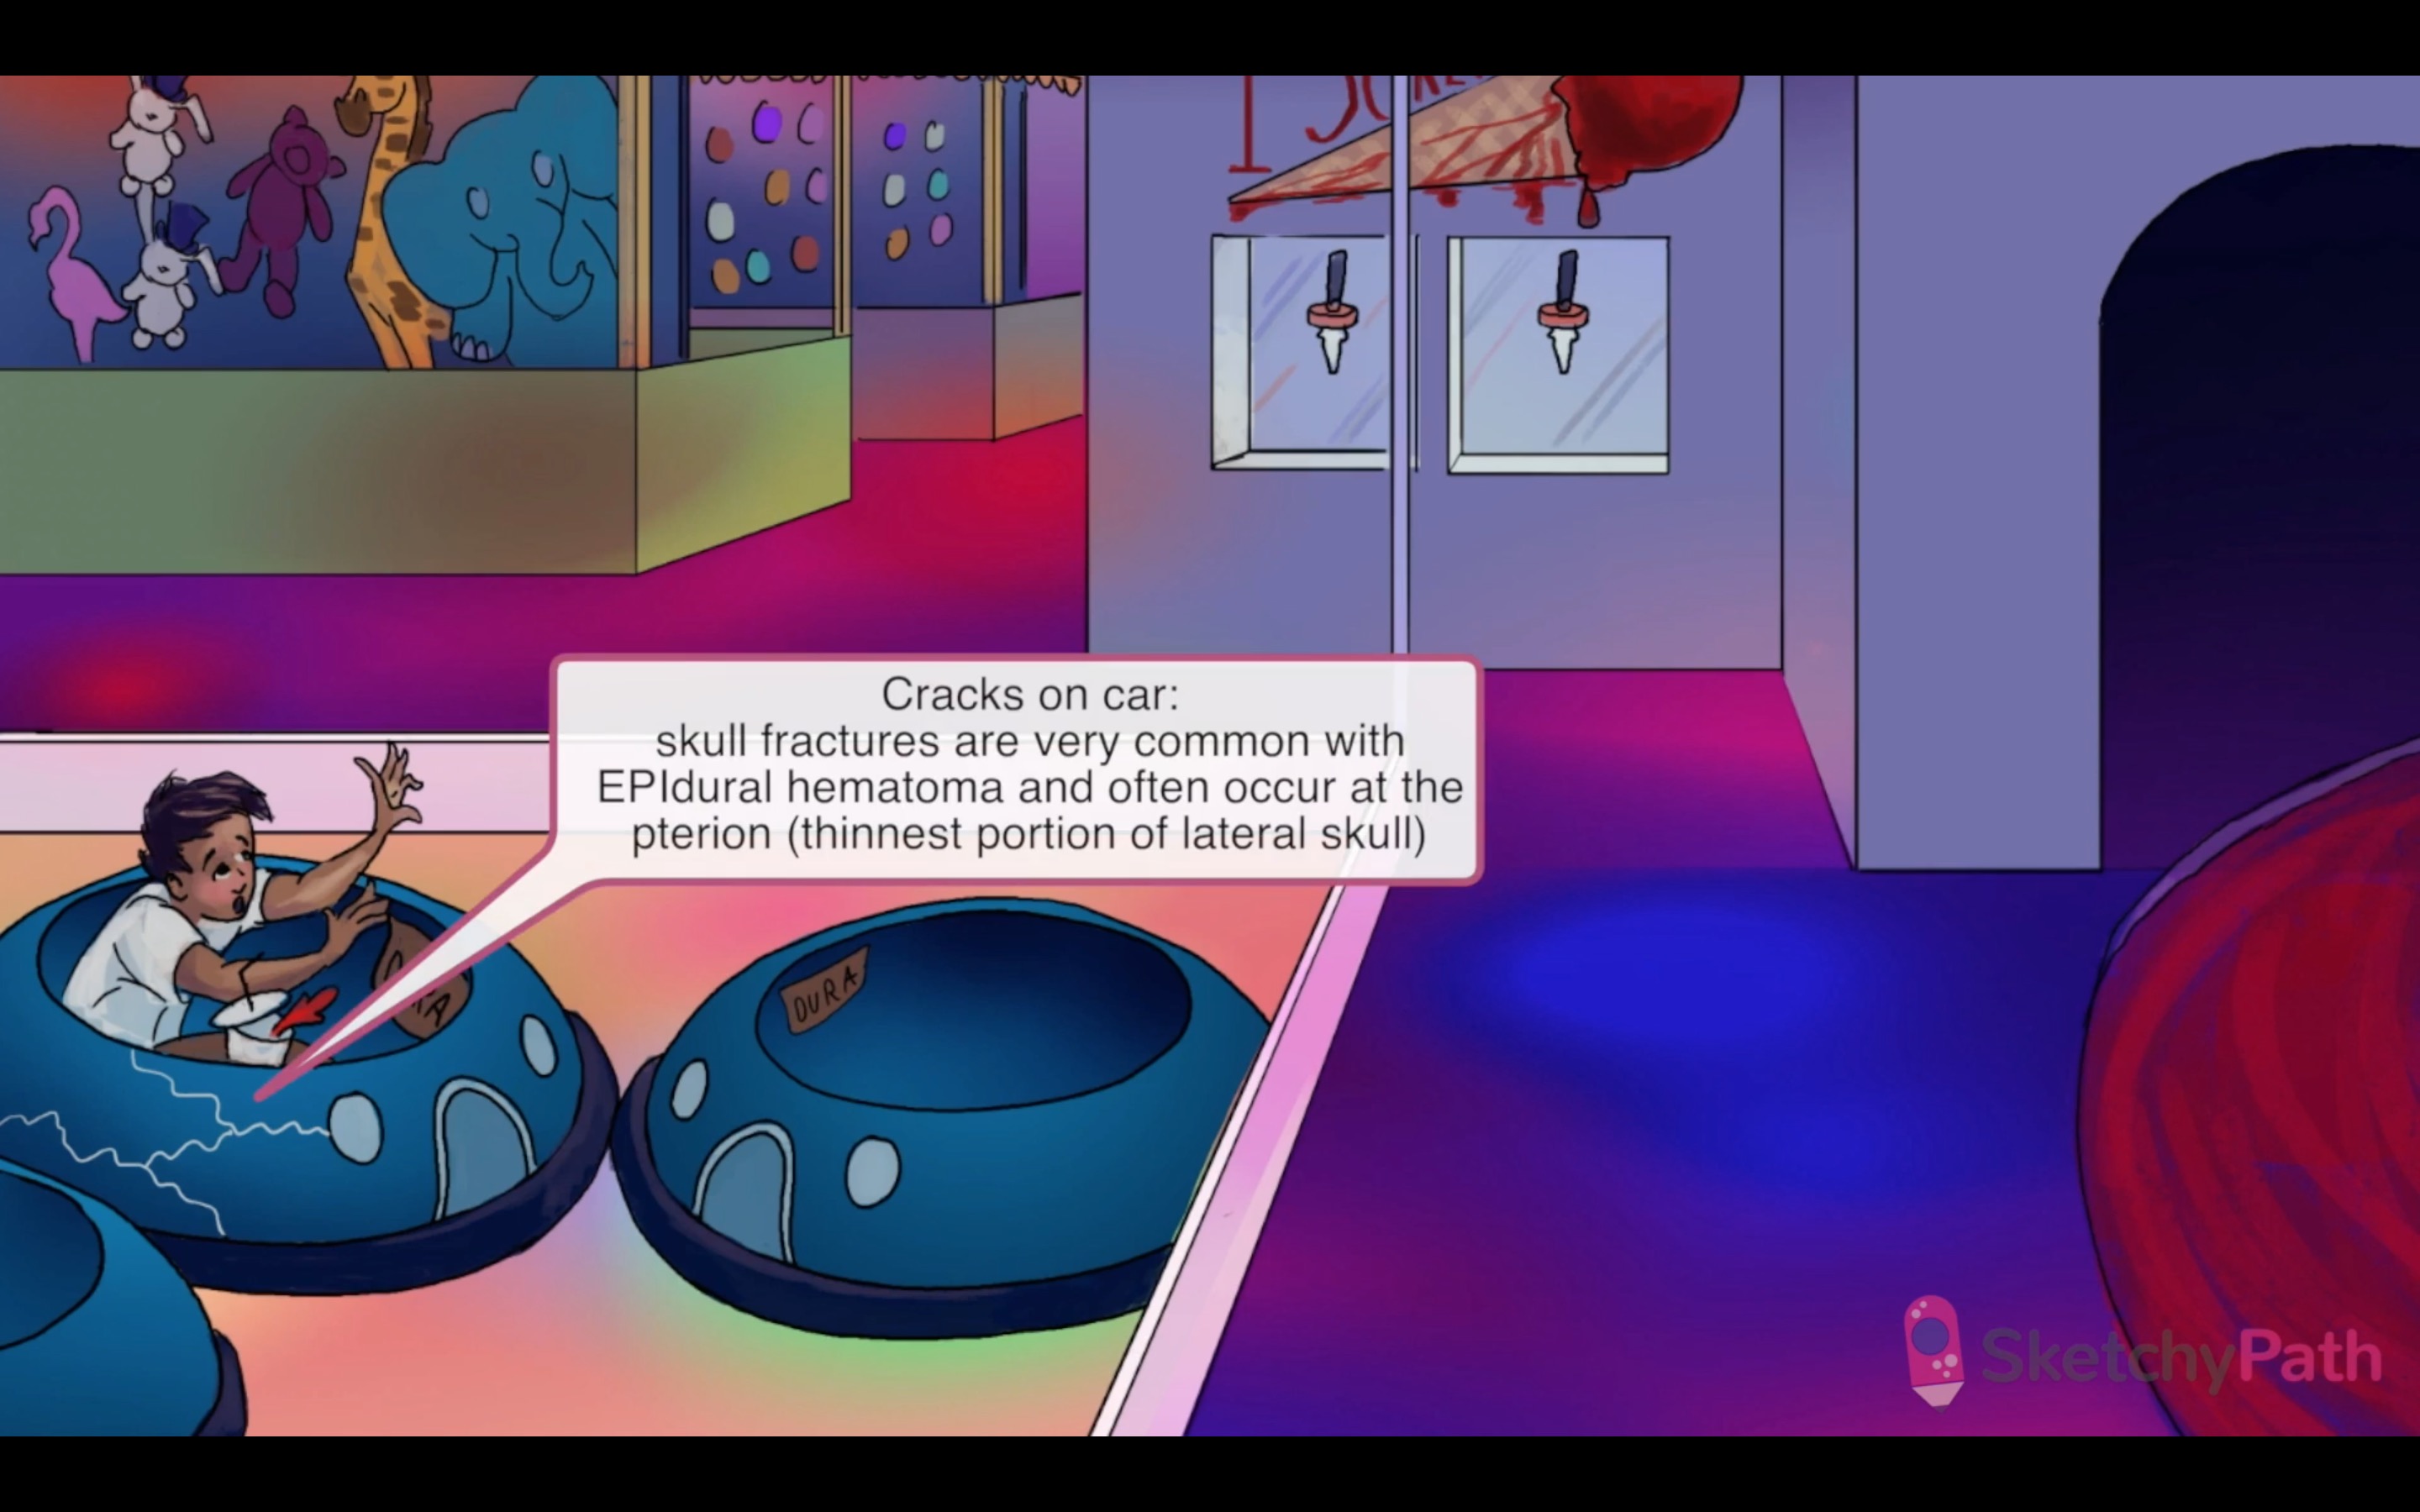 Cracks on car:
skull fractures are very common with
EPIdural hematoma and often occur at the
pterion (thinnest portion of lateral skull)
DURA
SketchyPath